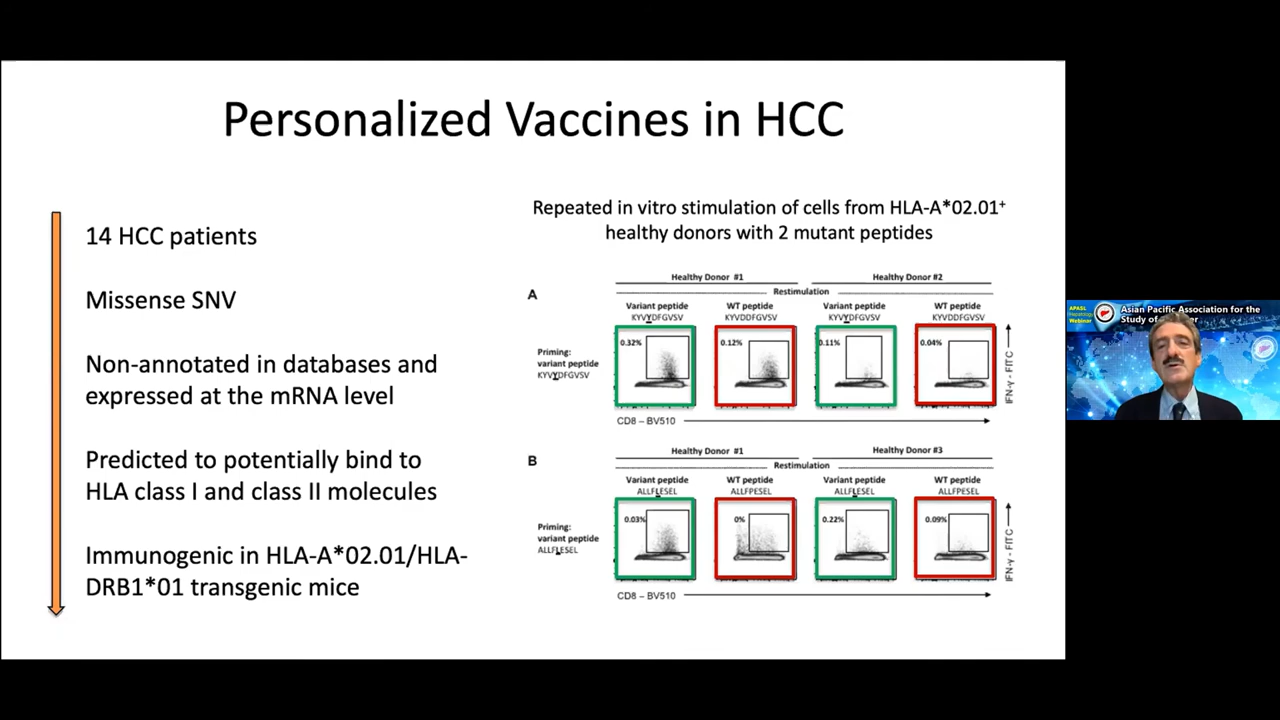 Personalized Vaccines in HCC
14 HCC patients
Missense SNV
Non-annotated in databases and
expressed at the mRNA level
Predicted to potentially bind to
HLA class I and class II molecules
Immunogenic in HLA-A*02.01/HLA-
DRB1*01 transgenic mice
Repeated in vitro stimulation of cells from HLA-A*02.01+
healthy donors with 2 mutant peptides
A
Healthy Donor #1 Healthy Donor #2
Restimulation
Variant peptide WT peptide Variant peptide WT peptide
KYVYDFGVSV KYVDDFGVSV KYVYDFGVSV KYVDDFGVSV
0.32% 0.12% 0.11% 0.04%
Priming:
variant peptide
KYVYDFGVSV
IFN-γ - FITC
CD8 – BV510
B
Healthy Donor #1 Healthy Donor #3
Restimulation
Variant peptide WT peptide Variant peptide WT peptide
ALLFLESEL ALLFPESEL ALLFLESEL ALLFPESEL
0.03% 0% 0.22% 0.09%
Priming:
variant peptide
ALLFLESEL
IFN-γ - FITC
CD8 – BV510
APASL
Hepatology
Webinar
Asian Pacific Association for the
Study of